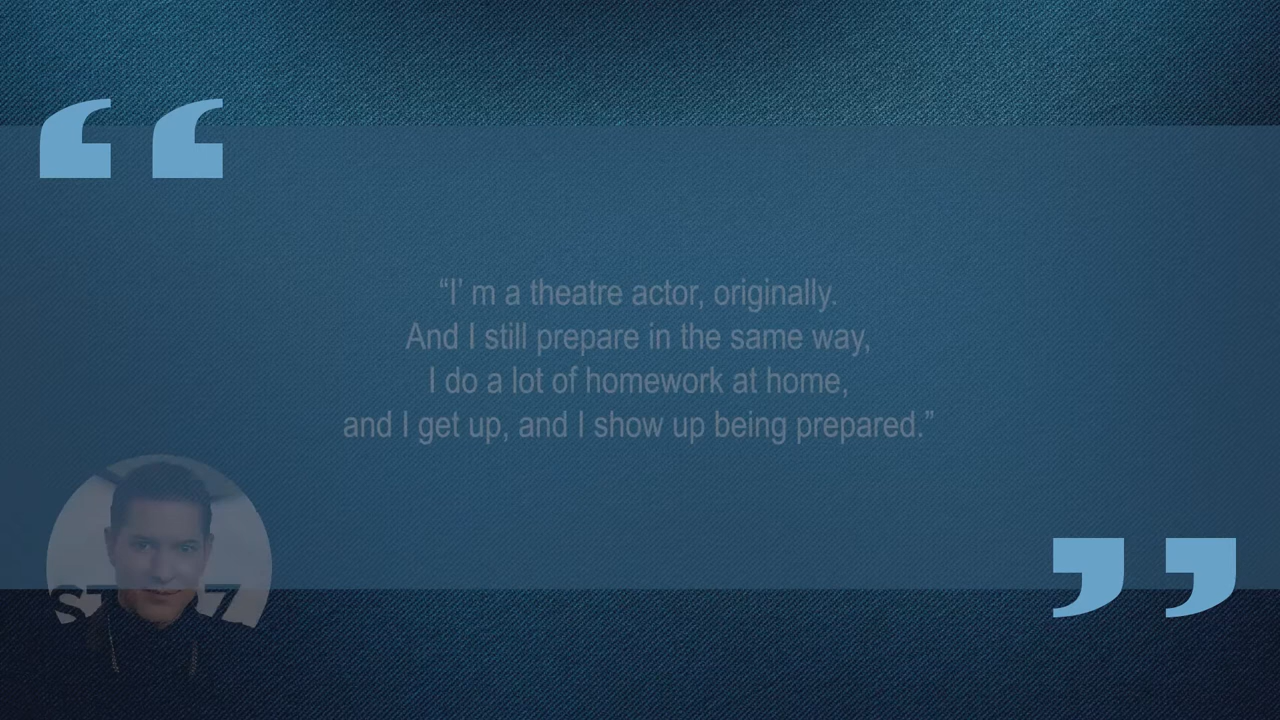 “I’ m a theatre actor, originally.
And I still prepare in the same way,
I do a lot of homework at home,
and I get up, and I show up being prepared.”